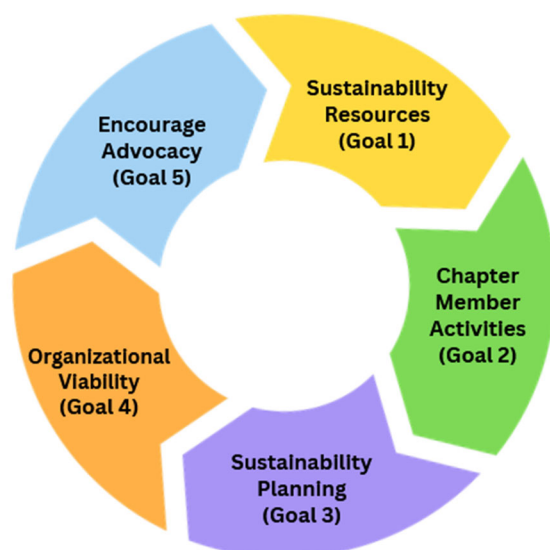 Sustainability
Resources
(Goal 1)
Chapter
Member
Activities
(Goal 2)
Sustainability
Planning
(Goal 3)
Organizational
Viability
(Goal 4)
Encourage
Advocacy
(Goal 5)